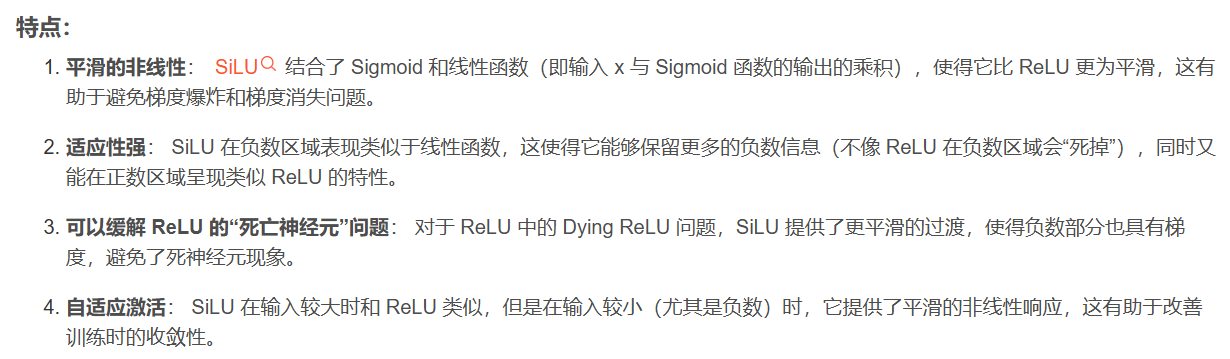 特点：
1. 平滑的非线性： SiLU 结合了 Sigmoid 和线性函数（即输入 x 与 Sigmoid 函数的输出的乘积），使得它比 ReLU 更为平滑，这有
助于避免梯度爆炸和梯度消失问题。
2. 适应性强： SiLU 在负数区域表现类似于线性函数，这使得它能够保留更多的负数信息（不像 ReLU 在负数区域会“死掉”），同时又
能在正数区域呈现类似 ReLU 的特性。
3. 可以缓解 ReLU 的“死亡神经元”问题： 对于 ReLU 中的 Dying ReLU 问题，SiLU 提供了更平滑的过渡，使得负数部分也具有梯
度，避免了死神经元现象。
4. 自适应激活： SiLU 在输入较大时和 ReLU 类似，但是在输入较小（尤其是负数）时，它提供了平滑的非线性响应，这有助于改善
训练时的收敛性。